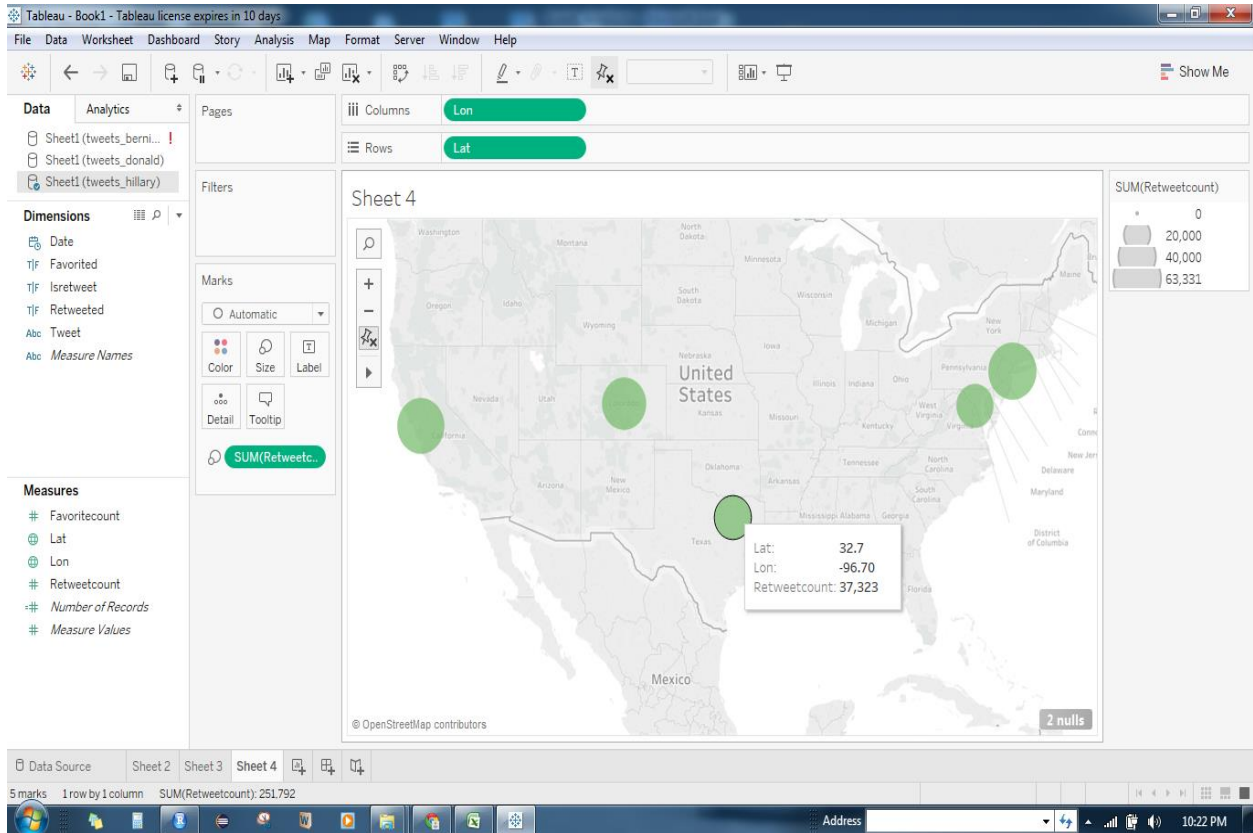 Tableau - Book1 - Tableau license expires in 10 days
File Data Worksheet Dashboard Story Analysis Map Format Server Window Help
Show Me
Data Analytics
Sheet1 (tweets_berni... !
Sheet1 (tweets_donald)
Sheet1 (tweets_hillary)
Dimensions
Date
T|F Favorited
T|F Isretweet
T|F Retweeted
Abc Tweet
Abc Measure Names
Measures
# Favoritecount
Lat
Lon
# Retweetcount
=# Number of Records
# Measure Values
Pages
Filters
Marks
Automatic
Color Size Label
Detail Tooltip
SUM(Retweetc..
iii Columns Lon
Rows Lat
Sheet 4
Washington
Montana
North
Dakota
Minnesota
Maine
Oregon
Idaho
South
Dakota
Wisconsin
Wyoming
Michigan
New
York
Iowa
Nebraska
Pennsylvania
United
States
Nevada
Utah
Illinois Indiana Ohio
Kansas
Missouri
West
Virginia
Kentucky
Virginia
California
Conn
New Jer
Oklahoma
Tennessee
North
Carolina
Delaware
Arizona
New
Mexico
Arkansas
South
Carolina
Maryland
Mississippi Alabama Georgia
District
of Columbia
Texas
Lat: 32.7
Lon: -96.70
Retweetcount: 37,323
Florida
Mexico
© OpenStreetMap contributors
2 nulls
SUM(Retweetcount)
0
20,000
40,000
63,331
Data Source Sheet 2 Sheet 3 Sheet 4
5 marks 1 row by 1 column SUM(Retweetcount): 251,792
Address
10:22 PM